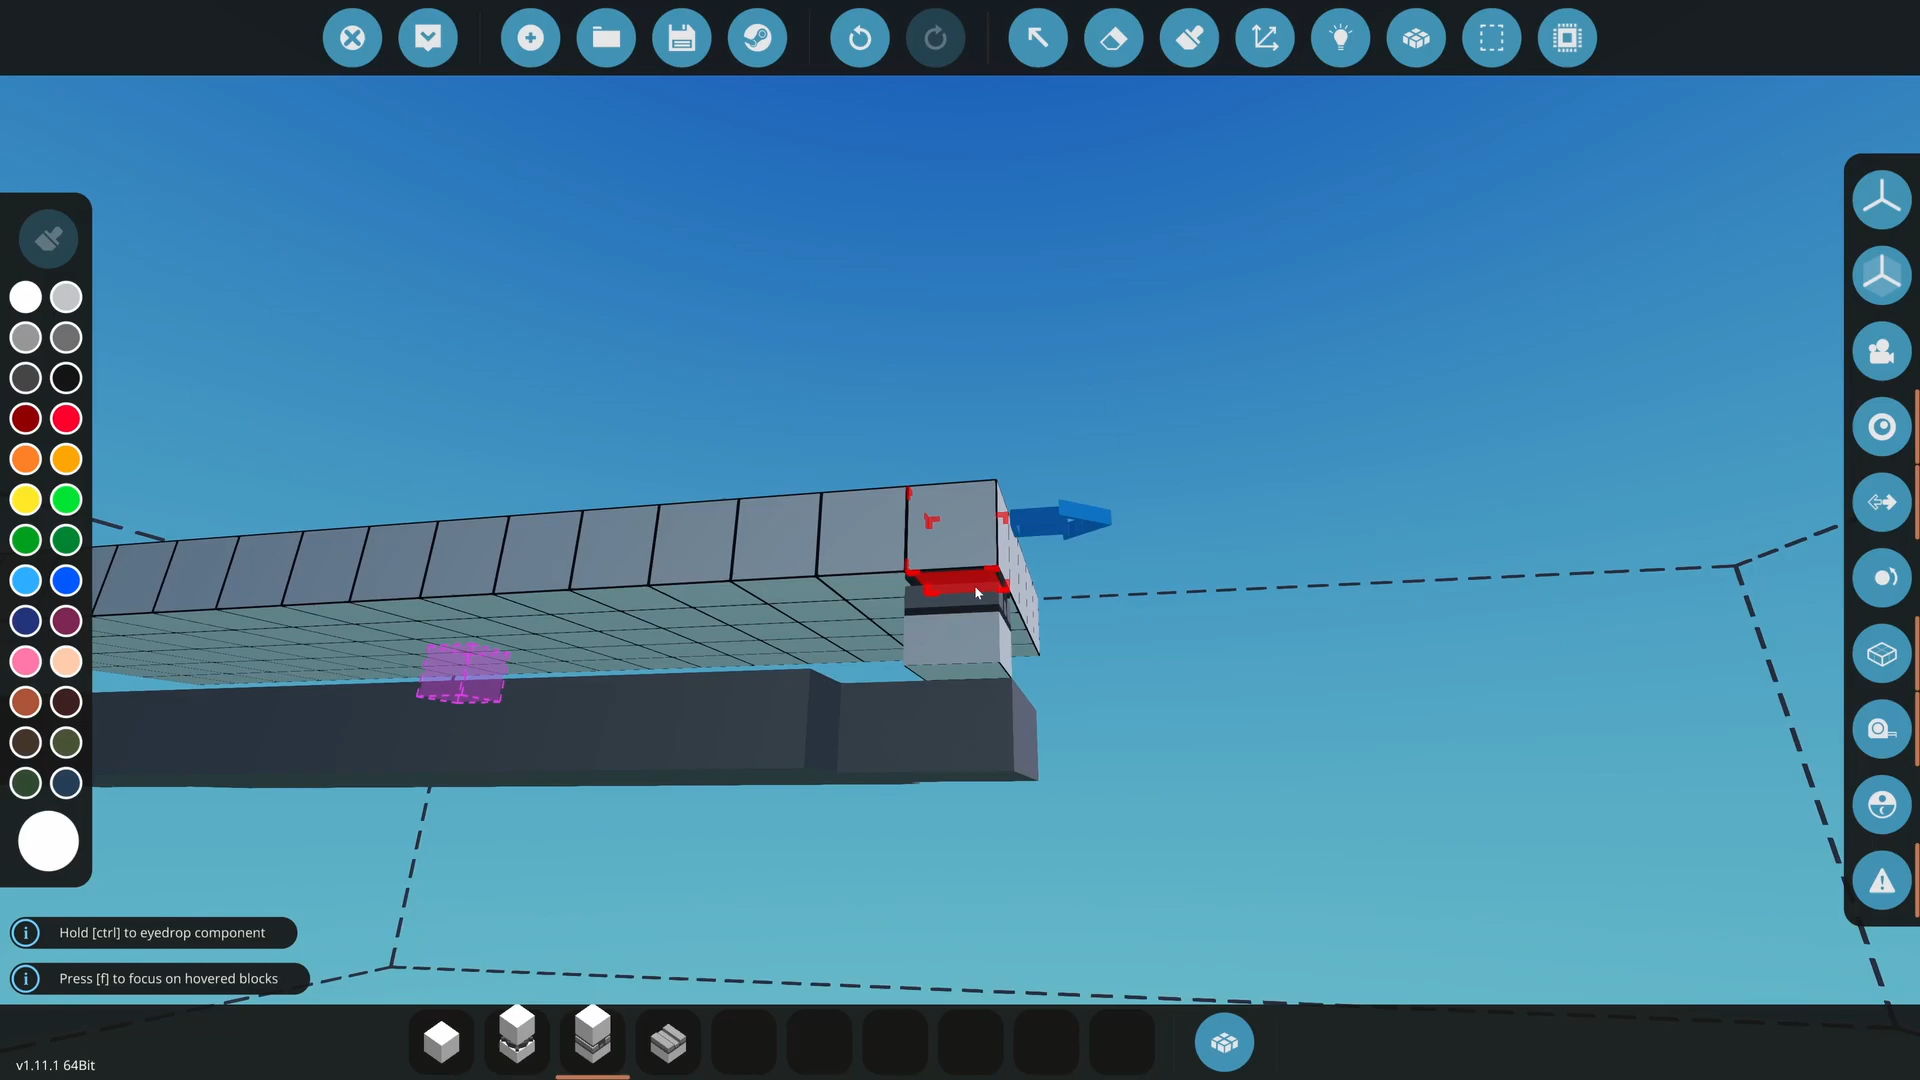 Hold [ctrl] to eyedrop component
Press [f] to focus on hovered blocks
v1.11.1 64Bit